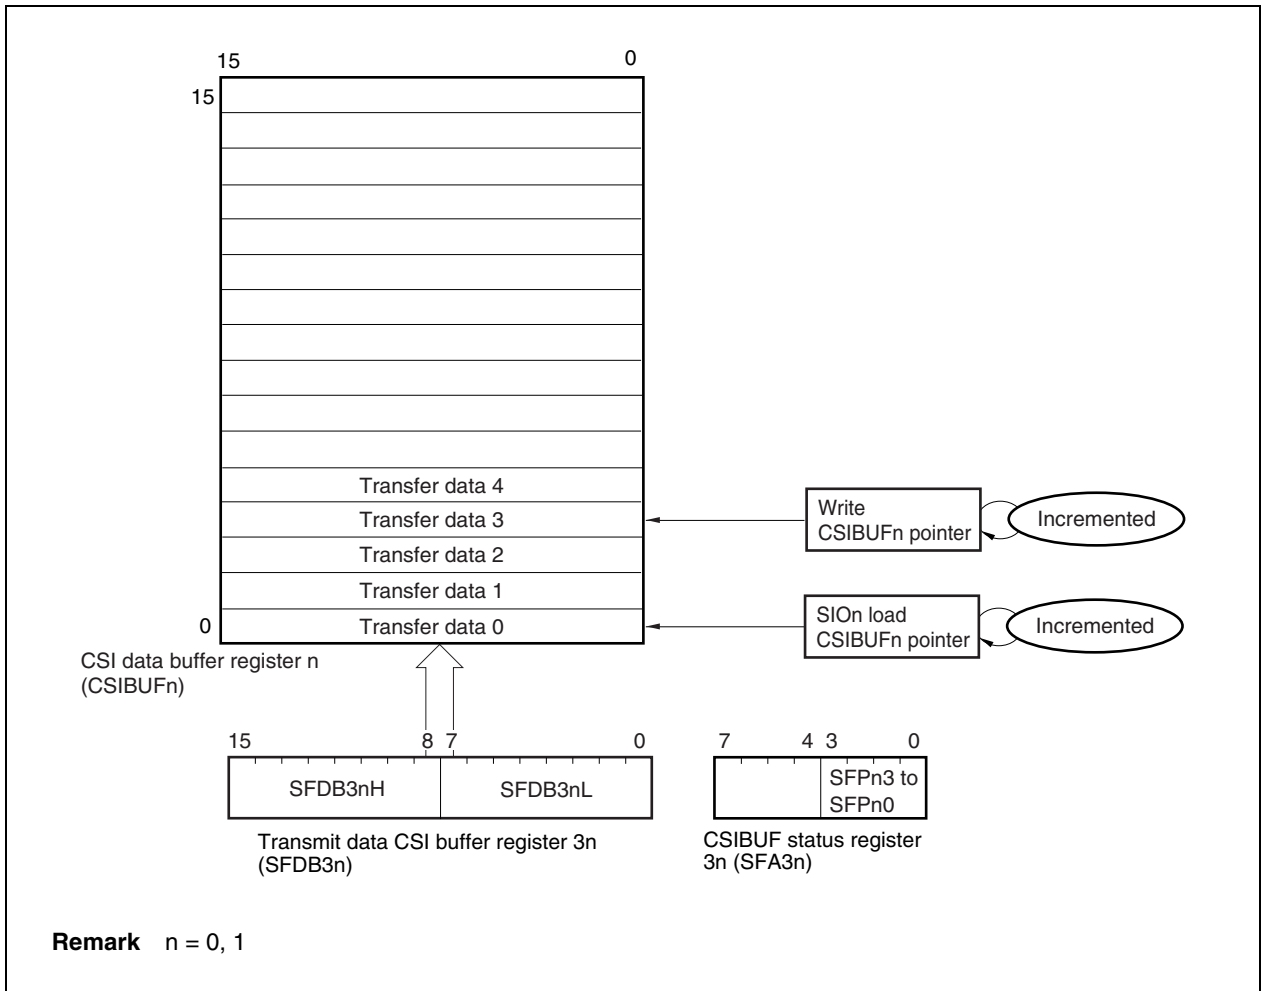 15 0
15
Transfer data 4
Transfer data 3
Write
CSIBUFn pointer
Incremented
Transfer data 2
Transfer data 1
0
Transfer data 0
SIOn load
CSIBUFn pointer
Incremented
CSI data buffer register n
(CSIBUFn)
15 8 7 0
7 4 3 0
SFDB3nH
SFDB3nL
SFPn3 to
SFPn0
Transmit data CSI buffer register 3n
(SFDB3n)
CSIBUF status register
3n (SFA3n)
Remark n = 0, 1